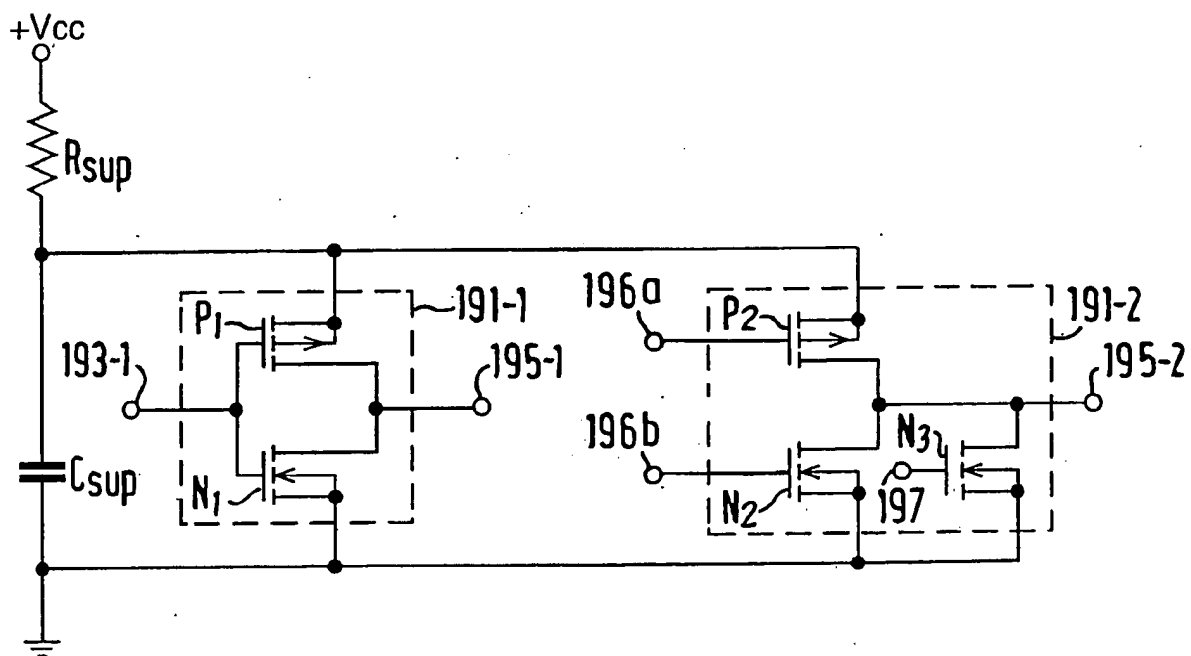 +Vcc
Rsup
Csup
191-1
P1
193-1
195-1
N1
196a
P2
191-2
195-2
196b
N3
N2
197